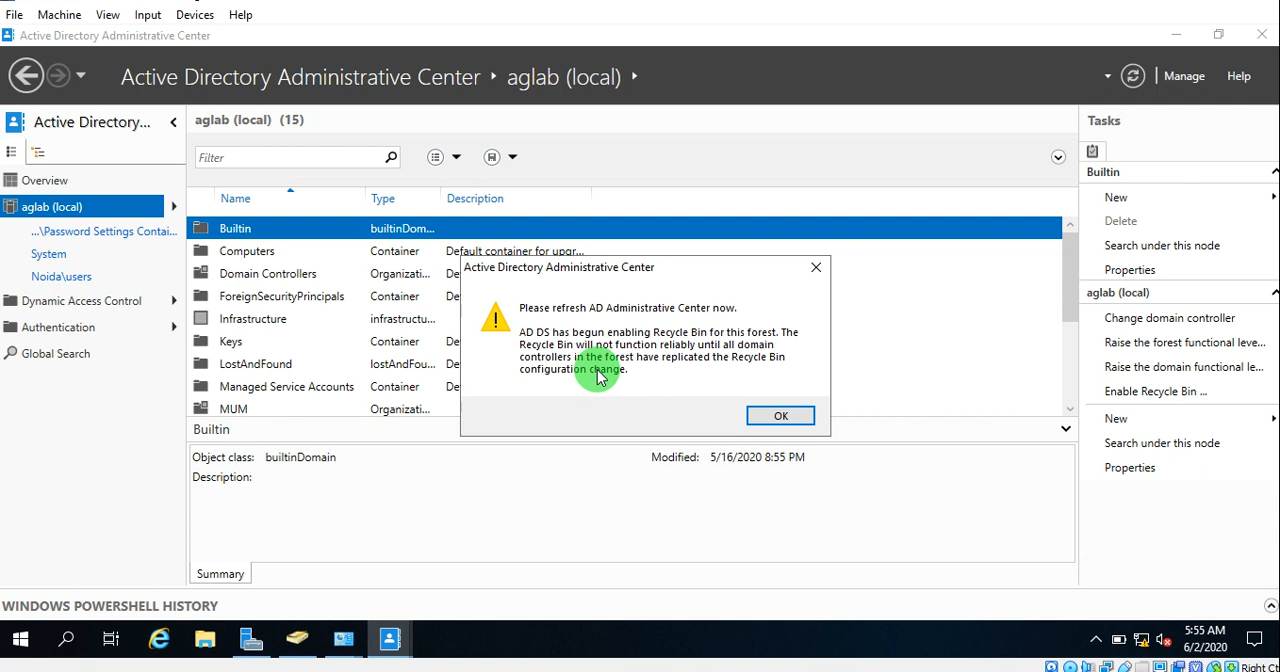 File Machine View Input Devices Help
Active Directory Administrative Center
Active Directory Administrative Center • aglab (local) •
Manage Help
Active Directory...
aglab (local) (15)
Tasks
Filter
Builtin
Overview
aglab (local)
...\Password Settings Contai...
System
Noida\users
Dynamic Access Control
Authentication
Global Search
Name Type Description
Builtin builtinDom...
Computers Container Default container for upgr...
Domain Controllers Organizati... De
ForeignSecurityPrincipals Container De
Infrastructure infrastructu... De
Keys Container De
LostAndFound lostAndFou... De
Managed Service Accounts Container De
MUM Organizati...
Active Directory Administrative Center
Please refresh AD Administrative Center now.
AD DS has begun enabling Recycle Bin for this forest. The
Recycle Bin will not function reliably until all domain
controllers in the forest have replicated the Recycle Bin
configuration change.
OK
New
Delete
Search under this node
Properties
aglab (local)
Change domain controller
Raise the forest functional leve...
Raise the domain functional le...
Enable Recycle Bin ...
New
Search under this node
Properties
Builtin
Object class: builtinDomain Modified: 5/16/2020 8:55 PM
Description:
Summary
WINDOWS POWERSHELL HISTORY
5:55 AM
6/2/2020
Right Ct